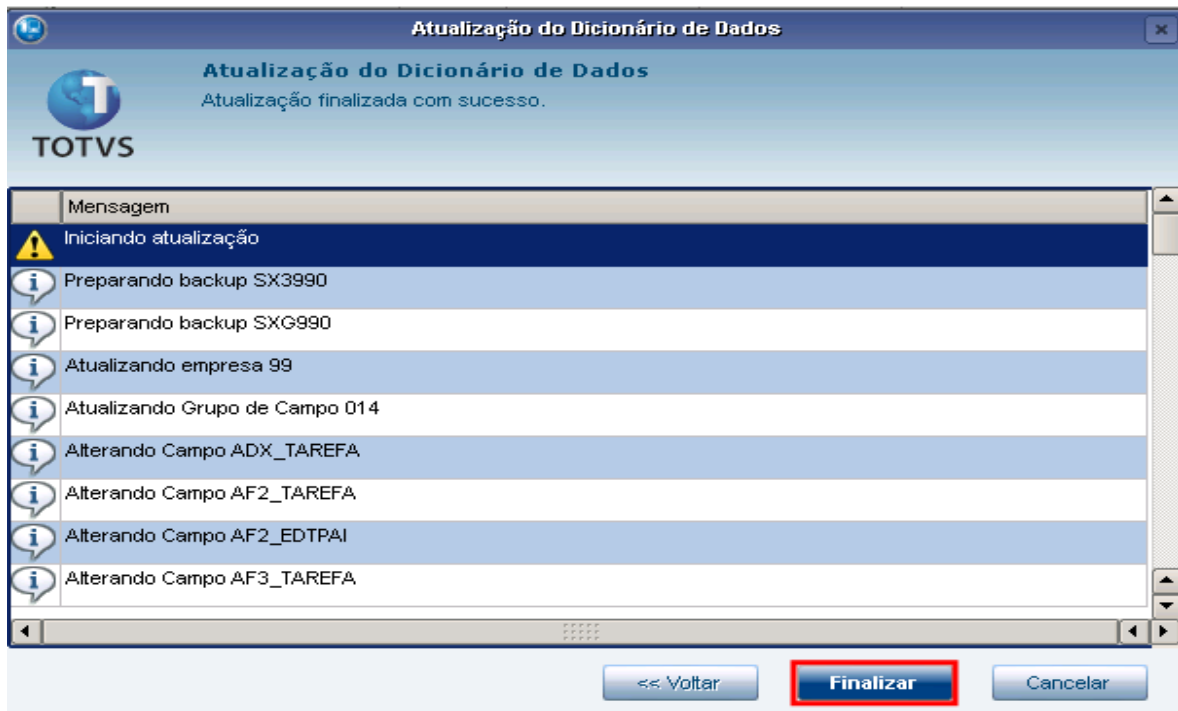 Atualização do Dicionário de Dados
Atualização do Dicionário de Dados
Atualização finalizada com sucesso.
TOTVS
Mensagem
Iniciando atualização
Preparando backup SX3990
Preparando backup SXG990
Atualizando empresa 99
Atualizando Grupo de Campo 014
Alterando Campo ADX_TAREFA
Alterando Campo AF2_TAREFA
Alterando Campo AF2_EDTPAI
Alterando Campo AF3_TAREFA
<< Voltar Finalizar Cancelar